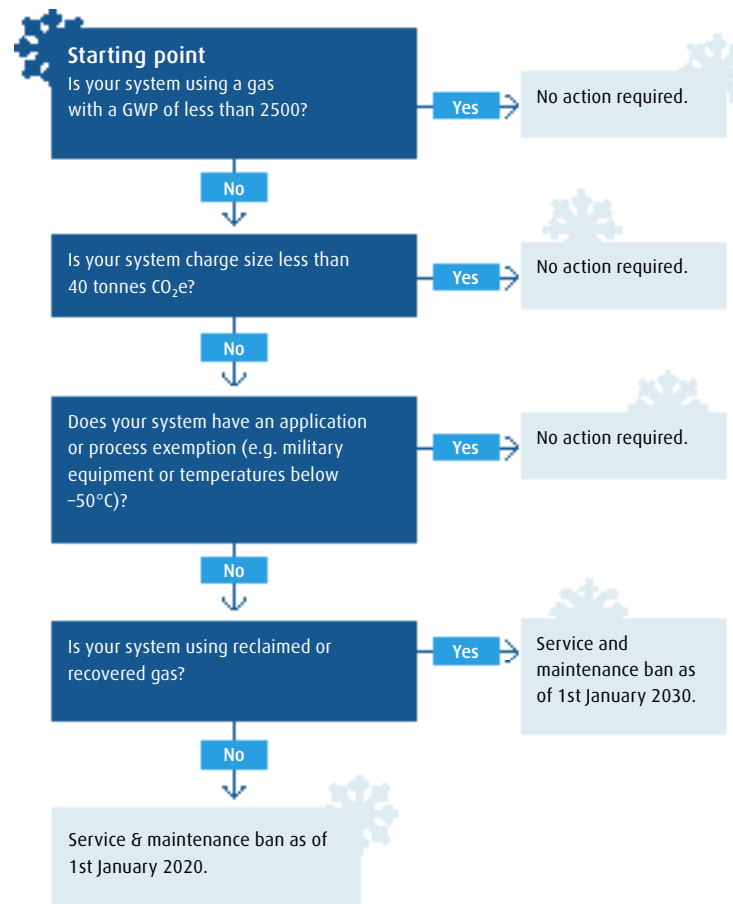 Starting point
Is your system using a gas
with a GWP of less than 2500?
Yes
No action required.
No
Is your system charge size less than
40 tonnes CO₂e?
Yes
No action required.
No
Does your system have an application
or process exemption (e.g. military
equipment or temperatures below
–50°C)?
Yes
No action required.
No
Is your system using reclaimed or
recovered gas?
Yes
Service and
maintenance ban as
of 1st January 2030.
No
Service & maintenance ban as of
1st January 2020.